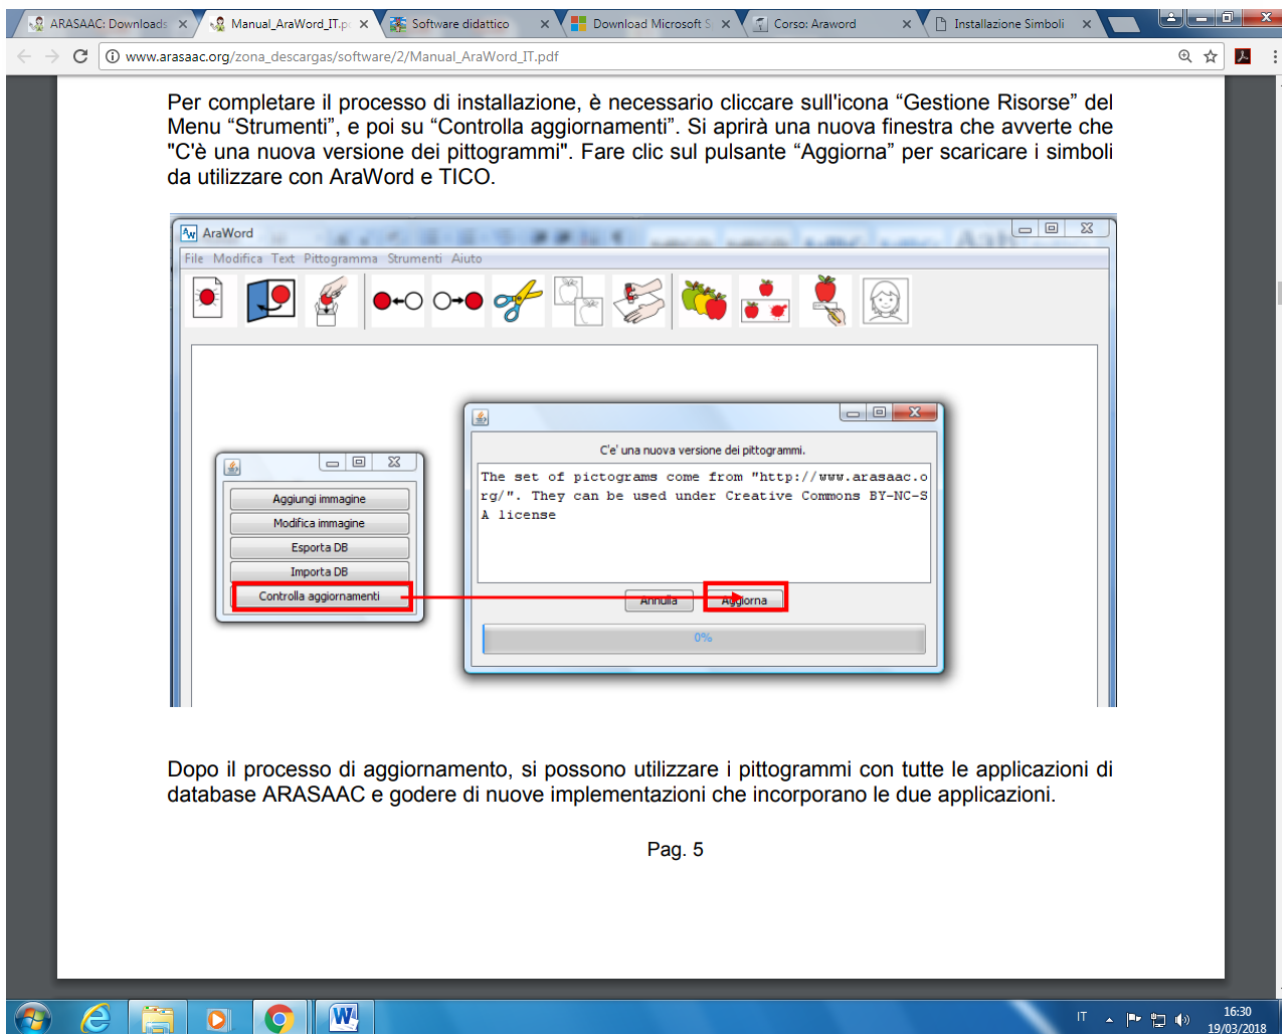 ARASAAC: Downloads
Manual_AraWord_IT.p
Software didattico
Download Microsoft S
Corso: Araword
Installazione Simboli
www.arasaac.org/zona_descargas/software/2/Manual_AraWord_IT.pdf
Per completare il processo di installazione, è necessario cliccare sull'icona “Gestione Risorse” del
Menu “Strumenti”, e poi su “Controlla aggiornamenti”. Si aprirà una nuova finestra che avverte che
"C'è una nuova versione dei pittogrammi". Fare clic sul pulsante “Aggiorna” per scaricare i simboli
da utilizzare con AraWord e TICO.
AraWord
File Modifica Text Pittogramma Strumenti Aiuto
Aggiungi immagine
Modifica immagine
Esporta DB
Importa DB
Controlla aggiornamenti
C'e' una nuova versione dei pittogrammi.
The set of pictograms come from "http://www.arasaac.o
rg/". They can be used under Creative Commons BY-NC-S
A license
Annulla Aggiorna
0%
Dopo il processo di aggiornamento, si possono utilizzare i pittogrammi con tutte le applicazioni di
database ARASAAC e godere di nuove implementazioni che incorporano le due applicazioni.
Pag. 5
IT
16:30
19/03/2018